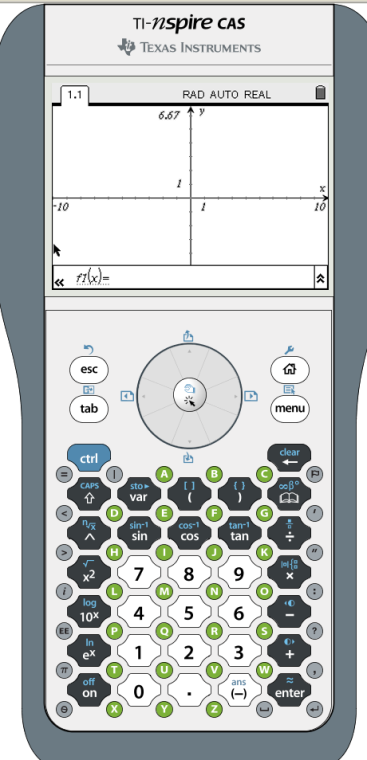 TI-nspire CAS
TEXAS INSTRUMENTS
1.1 RAD AUTO REAL
6.67 y
1
x
-10 1 10
« f1(x)=
esc
tab menu
ctrl clear
= | A B C
CAPS sto► var [ ] ( { } ) ∞β°
< D E F G '
ⁿ√x ^ sin⁻¹ sin cos⁻¹ cos tan⁻¹ tan ÷
> H I J K "
√ x² 7 8 9 ×
i L M N O :
log 10ˣ 4 5 6 −
EE P Q R S ?
ln eˣ 1 2 3 +
π T U V W ,
off on 0 . ans (−) ≈ enter
θ X Y Z